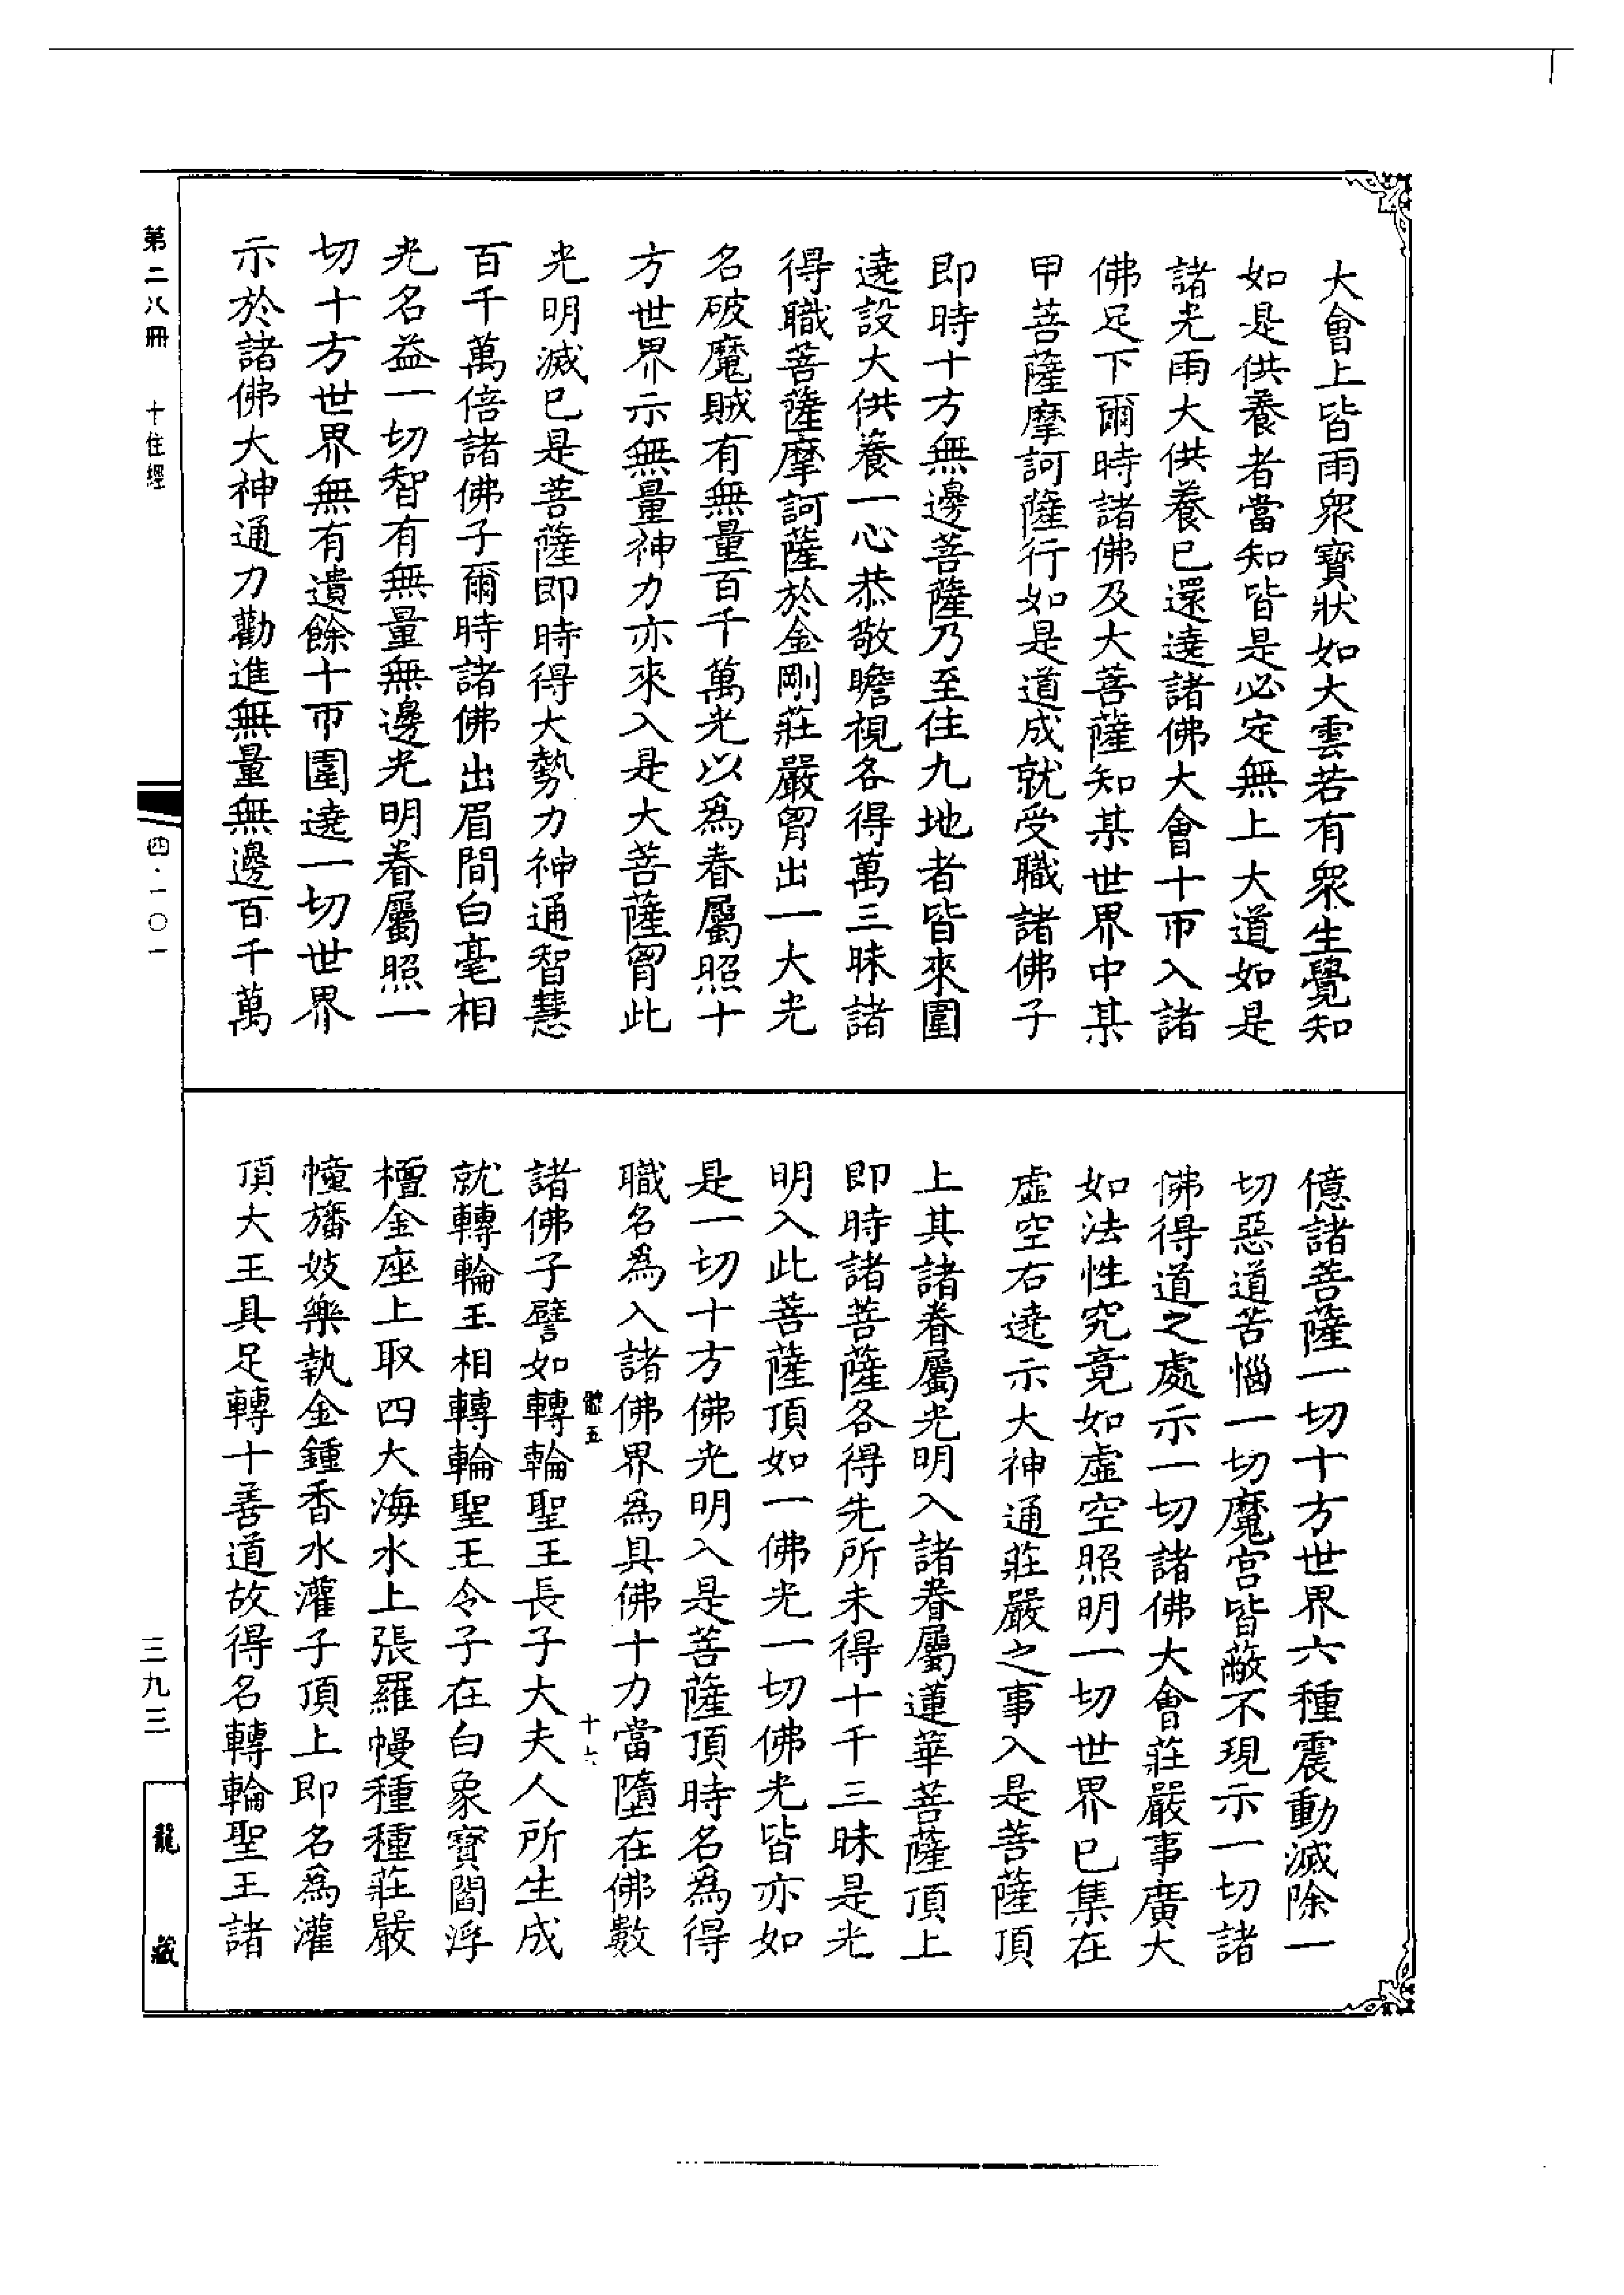 大會上皆雨眾寶狀如大雲若有眾生覺知
如是供養者當知皆是必定無上大道如是
諸光雨大供養已還遶諸佛大會十帀入諸
佛足下爾時諸佛及大菩薩知某世界中某
甲菩薩摩訶薩行如是道成就受職諸佛子
即時十方無邊菩薩乃至住九地者皆來圍
遶設大供養一心恭敬瞻視各得萬三昧諸
得職菩薩摩訶薩於金剛莊嚴胷出一大光
名破魔賊有無量百千萬光以為眷屬照十
方世界示無量神力亦來入是大菩薩胷此
光明滅已是菩薩即時得大勢力神通智慧
百千萬倍諸佛子爾時諸佛出眉間白毫相
光名益一切智有無量無邊光明眷屬照一
切十方世界無有遺餘十帀圍遶一切世界
示於諸佛大神通力勸進無量無邊百千萬
億諸菩薩一切十方世界六種震動滅除一
切惡道苦惱一切魔宮皆蔽不現示一切諸
佛得道之處示一切諸佛大會莊嚴事廣大
如法性究竟如虛空照明一切世界已集在
虛空右遶示大神通莊嚴之事入是菩薩頂
上其諸眷屬光明入諸眷屬蓮華菩薩頂上
即時諸菩薩各得先所未得十千三昧是光
明入此菩薩頂如一佛光一切佛光皆亦如
是一切十方佛光明入是菩薩頂時名為得
職名為入諸佛界為具佛十力當墮在佛數
體五
十六
諸佛子譬如轉輪聖王長子大夫人所生成
就轉輪王相轉輪聖王令子在白象寶閻浮
檀金座上取四大海水上張羅幔種種莊嚴
幢旛妓樂執金鍾香水灌子頂上即名為灌
頂大王具足轉十善道故得名轉輪聖王諸
第二八冊
十住經
四·一〇一
三九三
龍藏